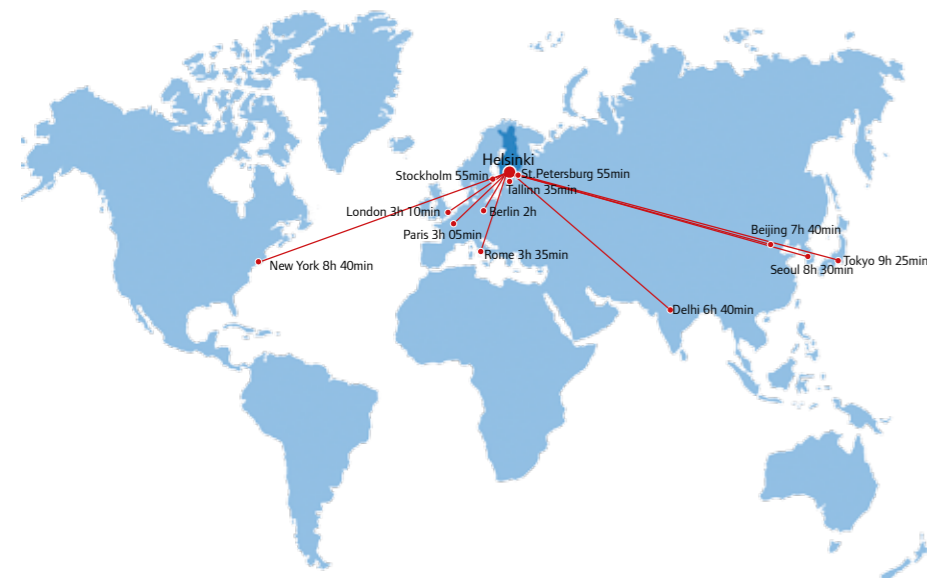 Helsinki
Stockholm 55min
St.Petersburg 55min
Tallinn 35min
London 3h 10min
Berlin 2h
Paris 3h 05min
Beijing 7h 40min
Rome 3h 35min
Tokyo 9h 25min
New York 8h 40min
Seoul 8h 30min
Delhi 6h 40min